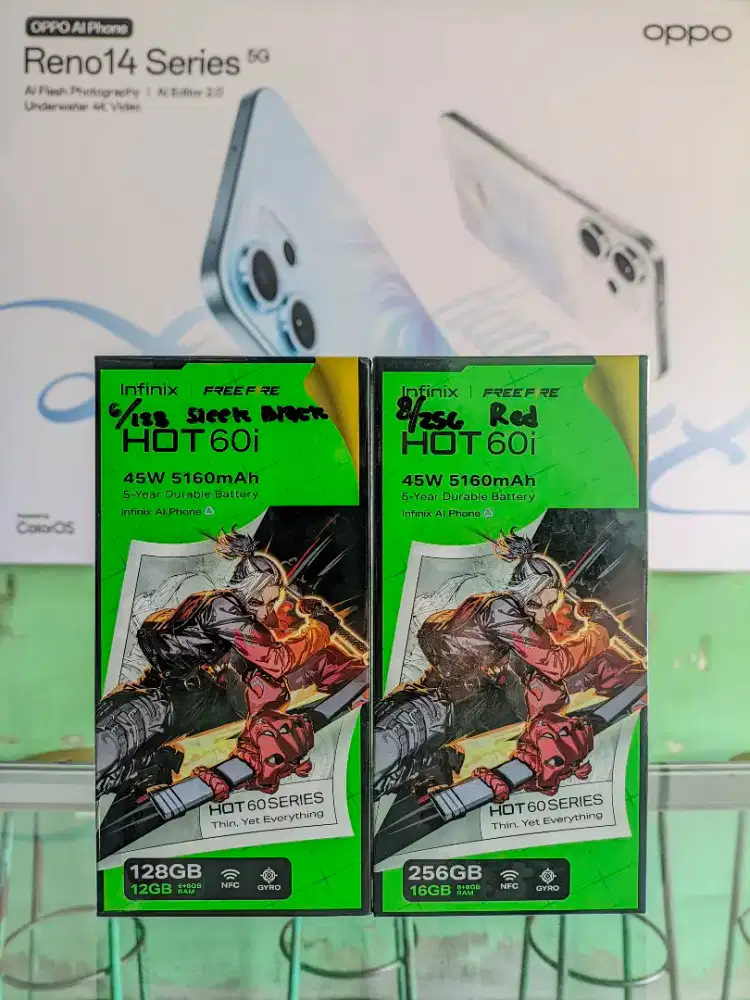 OPPO AI Phone
Reno14 Series 5G
AI Flash Photography | AI Editor 2.0
Underwater 4K Video
oppo
Powered by
ColorOS
Infinix | FREE FIRE
6/128 Sleek Black
HOT 60i
45W 5160mAh
5-Year Durable Battery
Infinix AI Phone
HOT 60 SERIES
Thin, Yet Everything
128GB
12GB 6+6GB RAM
NFC
GYRO
Infinix | FREE FIRE
8/256 Red
HOT 60i
45W 5160mAh
5-Year Durable Battery
Infinix AI Phone
HOT 60 SERIES
Thin, Yet Everything
256GB
16GB 8+8GB RAM
NFC
GYRO